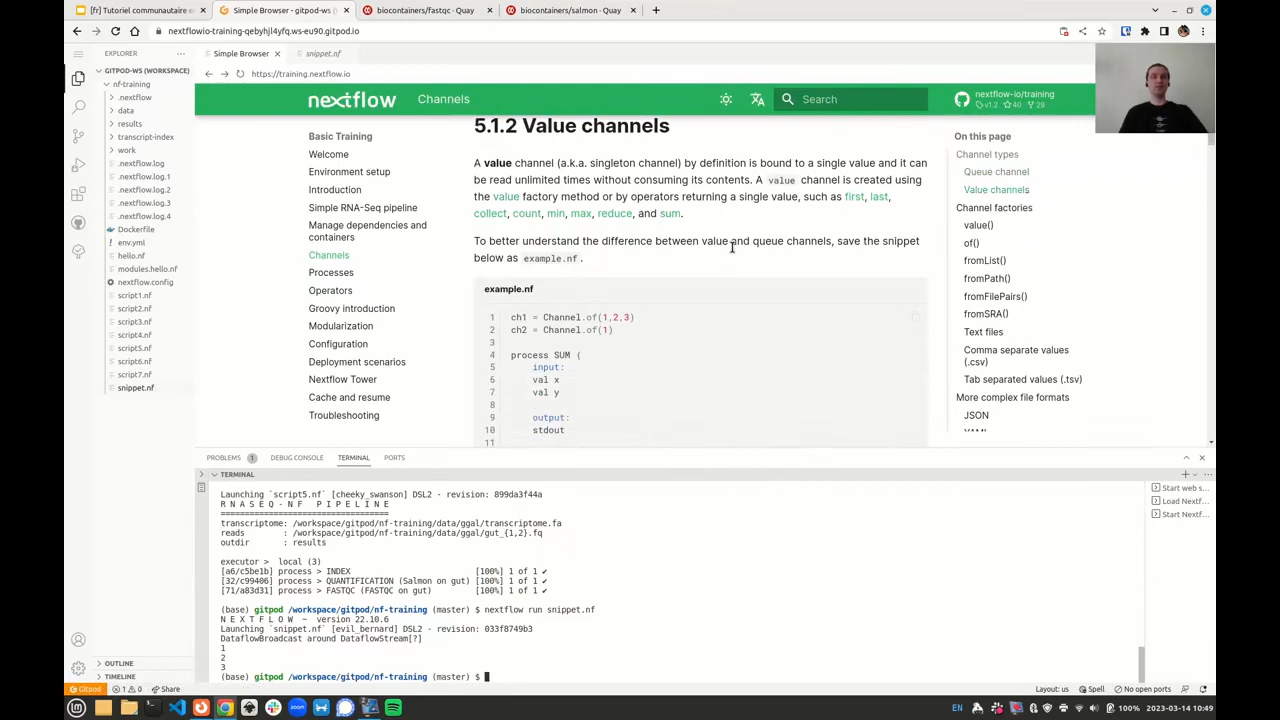 [fr] Tutoriel communautaire e
Simple Browser - gitpod-ws (
biocontainers/fastqc · Quay
biocontainers/salmon · Quay
nextflowio-training-qebyhjl4yfq.ws-eu90.gitpod.io
EXPLORER
Simple Browser
snippet.nf
GITPOD-WS (WORKSPACE)
https://training.nextflow.io
nf-training
.nextflow
data
results
transcript-index
work
.nextflow.log
.nextflow.log.1
.nextflow.log.2
.nextflow.log.3
.nextflow.log.4
Dockerfile
env.yml
hello.nf
modules.hello.nf
nextflow.config
script1.nf
script2.nf
script3.nf
script4.nf
script5.nf
script6.nf
script7.nf
snippet.nf
OUTLINE
TIMELINE
nextflow
Channels
Search
nextflow-io/training
v1.2 40 29
Basic Training
Welcome
Environment setup
Introduction
Simple RNA-Seq pipeline
Manage dependencies and
containers
Channels
Processes
Operators
Groovy introduction
Modularization
Configuration
Deployment scenarios
Nextflow Tower
Cache and resume
Troubleshooting
5.1.2 Value channels
A value channel (a.k.a. singleton channel) by definition is bound to a single value and it can
be read unlimited times without consuming its contents. A value channel is created using
the value factory method or by operators returning a single value, such as first, last,
collect, count, min, max, reduce, and sum.
To better understand the difference between value and queue channels, save the snippet
below as example.nf.
example.nf
1 ch1 = Channel.of(1,2,3)
2 ch2 = Channel.of(1)
3
4 process SUM {
5 input:
6 val x
7 val y
8
9 output:
10 stdout
11
On this page
Channel types
Queue channel
Value channels
Channel factories
value()
of()
fromList()
fromPath()
fromFilePairs()
fromSRA()
Text files
Comma separate values
(.csv)
Tab separated values (.tsv)
More complex file formats
JSON
YAML
PROBLEMS 1 DEBUG CONSOLE TERMINAL PORTS
TERMINAL
Launching `script5.nf` [cheeky_swanson] DSL2 - revision: 899da3f44a
R N A S E Q - N F   P I P E L I N E
===================================
transcriptome: /workspace/gitpod/nf-training/data/ggal/transcriptome.fa
reads : /workspace/gitpod/nf-training/data/ggal/gut_{1,2}.fq
outdir : results
executor > local (3)
[a6/c5be1b] process > INDEX [100%] 1 of 1 ✔
[32/c99406] process > QUANTIFICATION (Salmon on gut) [100%] 1 of 1 ✔
[71/a83d31] process > FASTQC (FASTQC on gut) [100%] 1 of 1 ✔
(base) gitpod /workspace/gitpod/nf-training (master) $ nextflow run snippet.nf
N E X T F L O W ~ version 22.10.6
Launching `snippet.nf` [evil_bernard] DSL2 - revision: 033f8749b3
DataflowBroadcast around DataflowStream[?]
1
2
3
(base) gitpod /workspace/gitpod/nf-training (master) $
Start web s...
Load Nextf...
Start Nextf...
Gitpod
1 0
Share
Layout: us
Spell
No open ports
EN
100%
2023-03-14 10:49